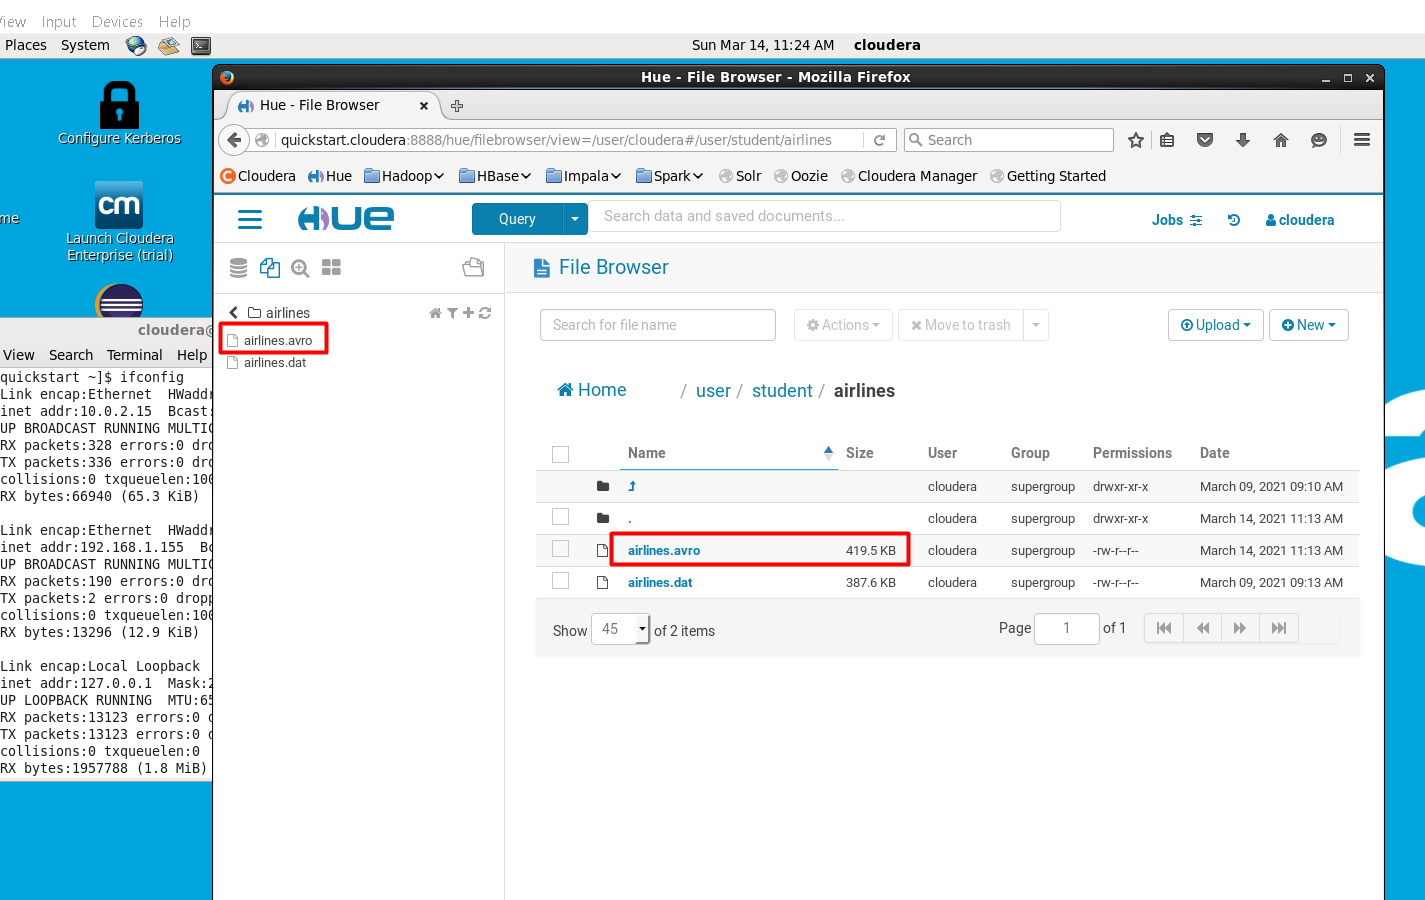 View Input Devices Help
Places System Sun Mar 14, 11:24 AM cloudera
Configure Kerberos
cm
Launch Cloudera
Enterprise (trial)
me
cloudera@
View Search Terminal Help
quickstart ~]$ ifconfig
Link encap:Ethernet HWaddr
inet addr:10.0.2.15 Bcast:
UP BROADCAST RUNNING MULTIC
RX packets:328 errors:0 dro
TX packets:336 errors:0 dro
collisions:0 txqueuelen:100
RX bytes:66940 (65.3 KiB)
Link encap:Ethernet HWaddr
inet addr:192.168.1.155 Bc
UP BROADCAST RUNNING MULTIC
RX packets:190 errors:0 dro
TX packets:2 errors:0 dropp
collisions:0 txqueuelen:100
RX bytes:13296 (12.9 KiB)
Link encap:Local Loopback
inet addr:127.0.0.1 Mask:2
UP LOOPBACK RUNNING MTU:65
RX packets:13123 errors:0 d
TX packets:13123 errors:0 d
collisions:0 txqueuelen:0
RX bytes:1957788 (1.8 MiB)
Hue - File Browser - Mozilla Firefox
Hue - File Browser
quickstart.cloudera:8888/hue/filebrowser/view=/user/cloudera#/user/student/airlines Search
Cloudera Hue Hadoop HBase Impala Spark Solr Oozie Cloudera Manager Getting Started
HUE Query Search data and saved documents... Jobs cloudera
airlines
airlines.avro
airlines.dat
File Browser
Search for file name Actions Move to trash Upload New
Home / user / student / airlines
Name Size User Group Permissions Date
cloudera supergroup drwxr-xr-x March 09, 2021 09:10 AM
. cloudera supergroup drwxr-xr-x March 14, 2021 11:13 AM
airlines.avro 419.5 KB cloudera supergroup -rw-r--r-- March 14, 2021 11:13 AM
airlines.dat 387.6 KB cloudera supergroup -rw-r--r-- March 09, 2021 09:13 AM
Show 45 of 2 items Page 1 of 1